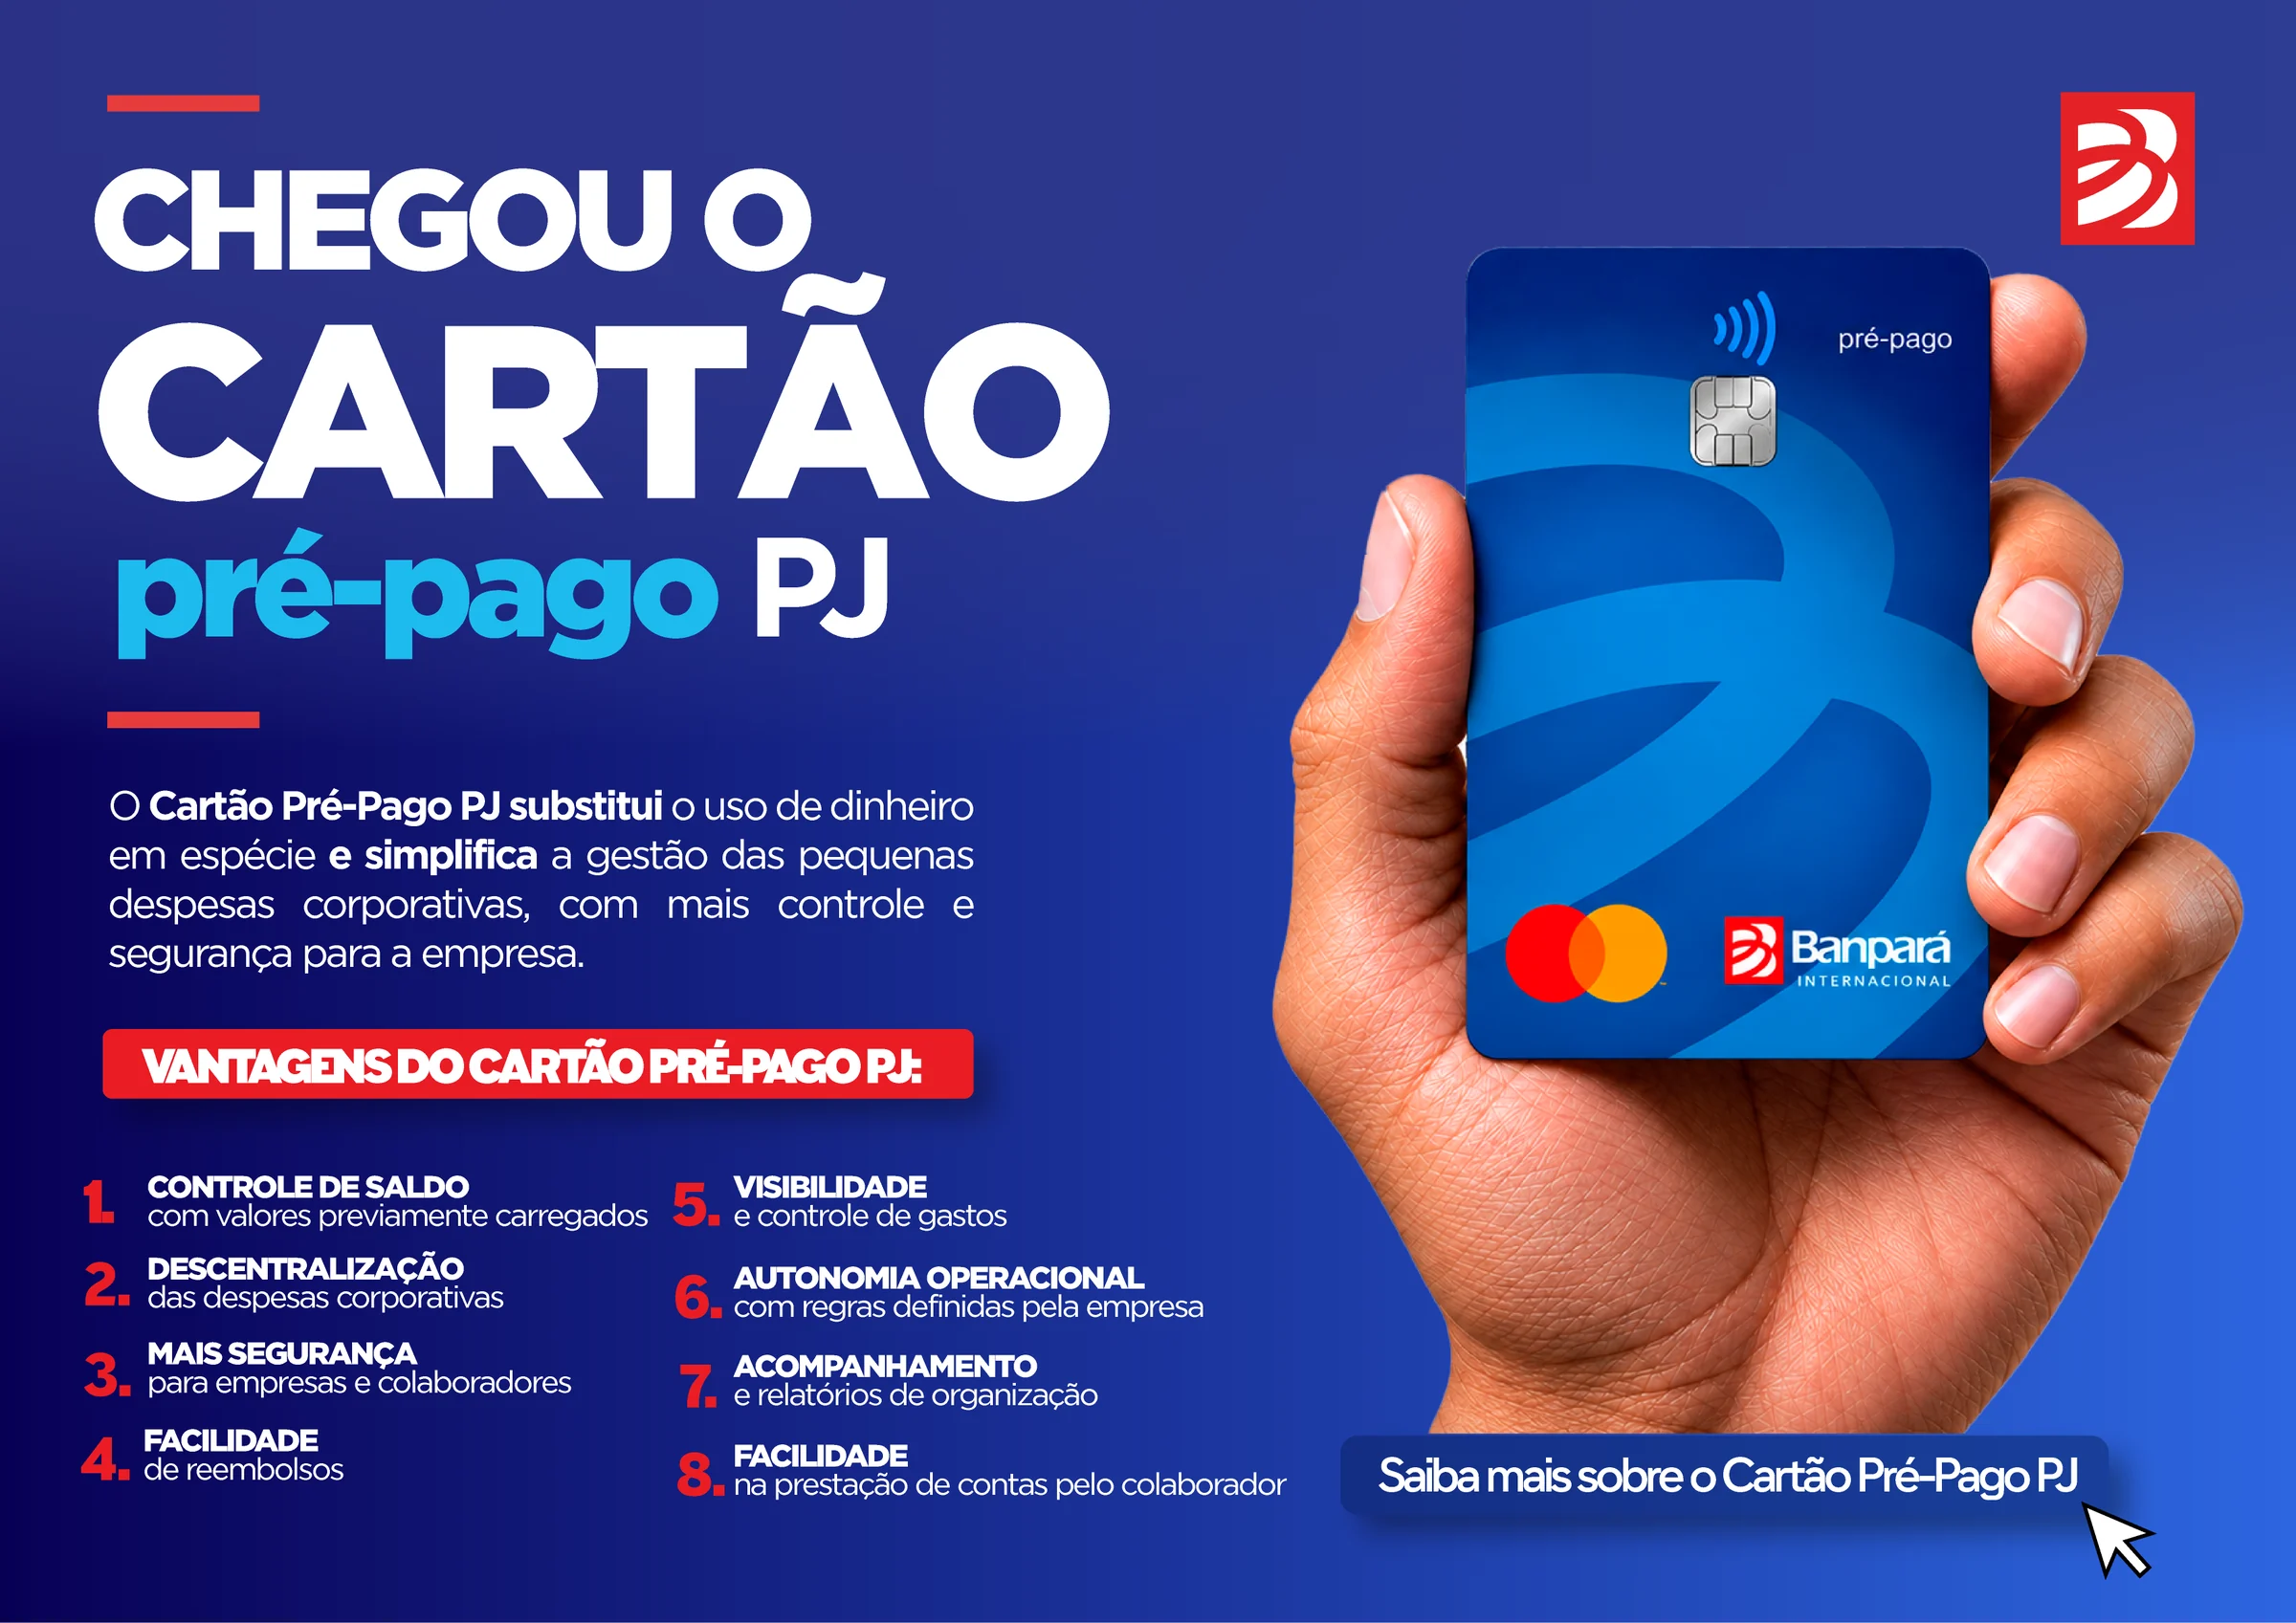 CHEGOU O
CARTÃO
pré-pago PJ
O Cartão Pré-Pago PJ substitui o uso de dinheiro
em espécie e simplifica a gestão das pequenas
despesas corporativas, com mais controle e
segurança para a empresa.
VANTAGENS DO CARTÃO PRÉ-PAGO PJ:
1. CONTROLE DE SALDO
com valores previamente carregados
2. DESCENTRALIZAÇÃO
das despesas corporativas
3. MAIS SEGURANÇA
para empresas e colaboradores
4. FACILIDADE
de reembolsos
5. VISIBILIDADE
e controle de gastos
6. AUTONOMIA OPERACIONAL
com regras definidas pela empresa
7. ACOMPANHAMENTO
e relatórios de organização
8. FACILIDADE
na prestação de contas pelo colaborador
pré-pago
Banpará
INTERNACIONAL
Saiba mais sobre o Cartão Pré-Pago PJ